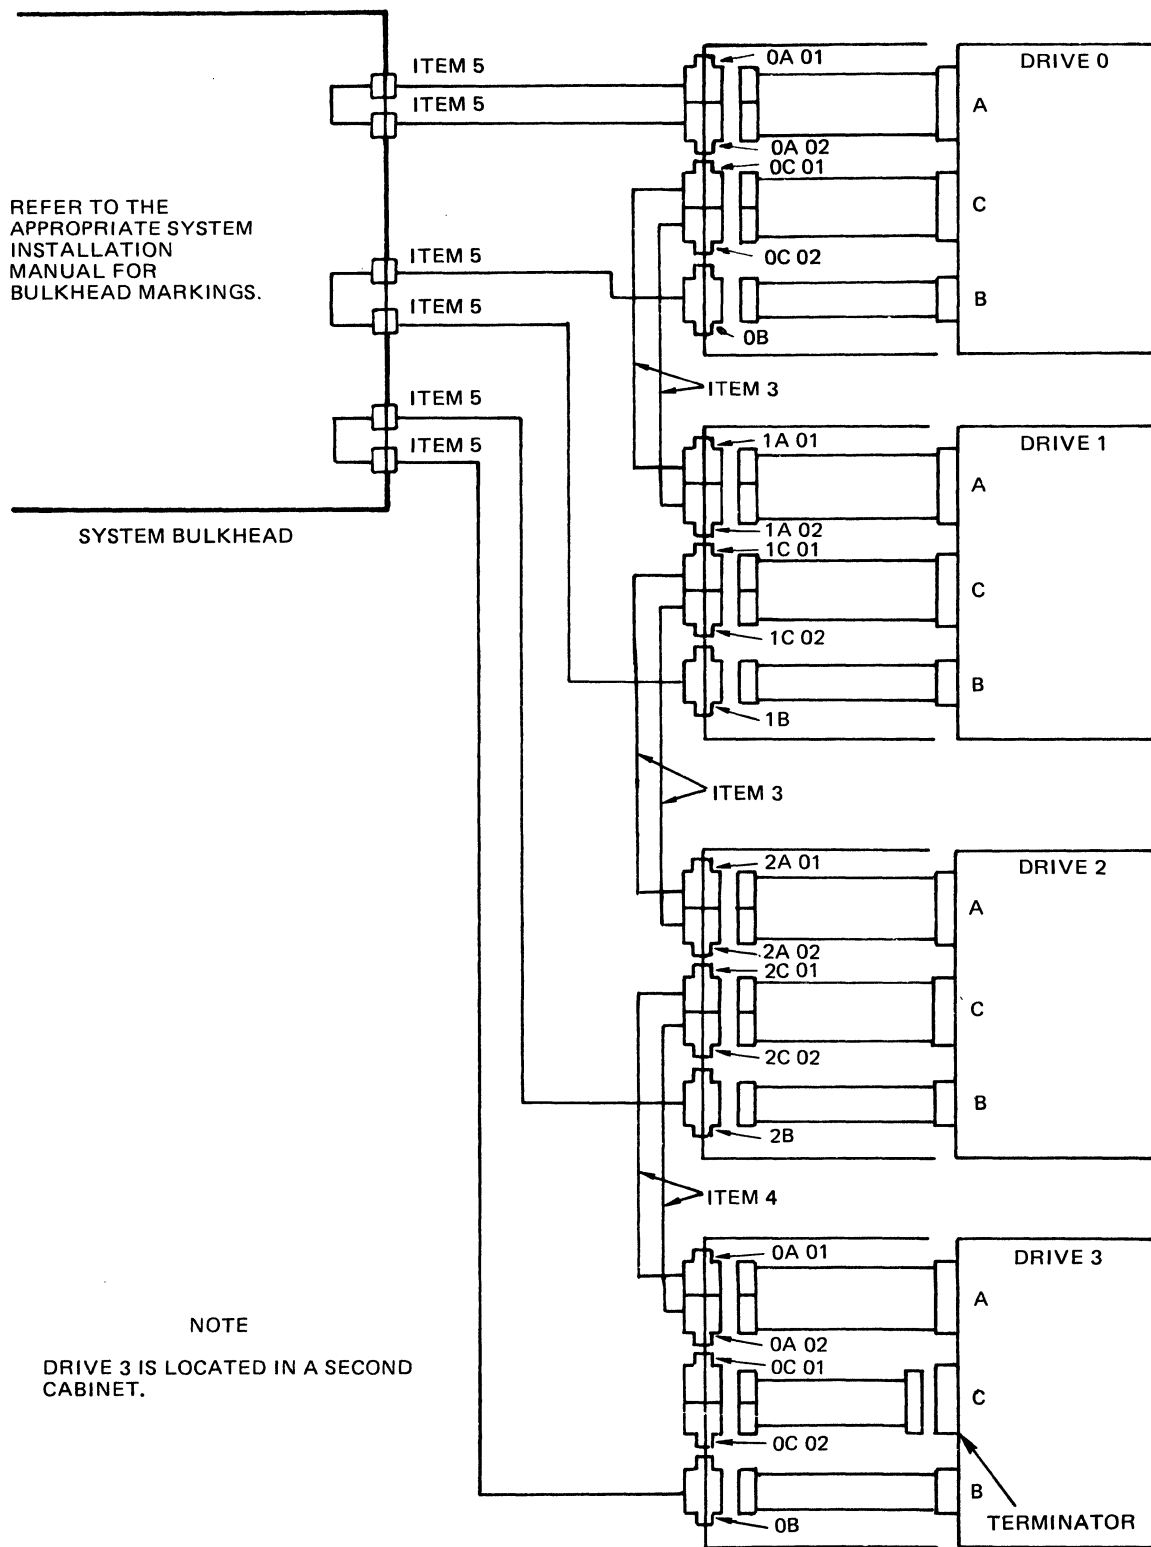 ITEM 5
ITEM 5
REFER TO THE
APPROPRIATE SYSTEM
INSTALLATION
MANUAL FOR
BULKHEAD MARKINGS.
ITEM 5
ITEM 5
ITEM 5
ITEM 5
SYSTEM BULKHEAD
0A 01
DRIVE 0
A
0A 02
0C 01
C
0C 02
B
0B
ITEM 3
1A 01
DRIVE 1
A
1A 02
1C 01
C
1C 02
B
1B
ITEM 3
2A 01
DRIVE 2
A
2A 02
2C 01
C
2C 02
B
2B
ITEM 4
0A 01
DRIVE 3
A
0A 02
0C 01
C
0C 02
B
0B
TERMINATOR
NOTE
DRIVE 3 IS LOCATED IN A SECOND
CABINET.